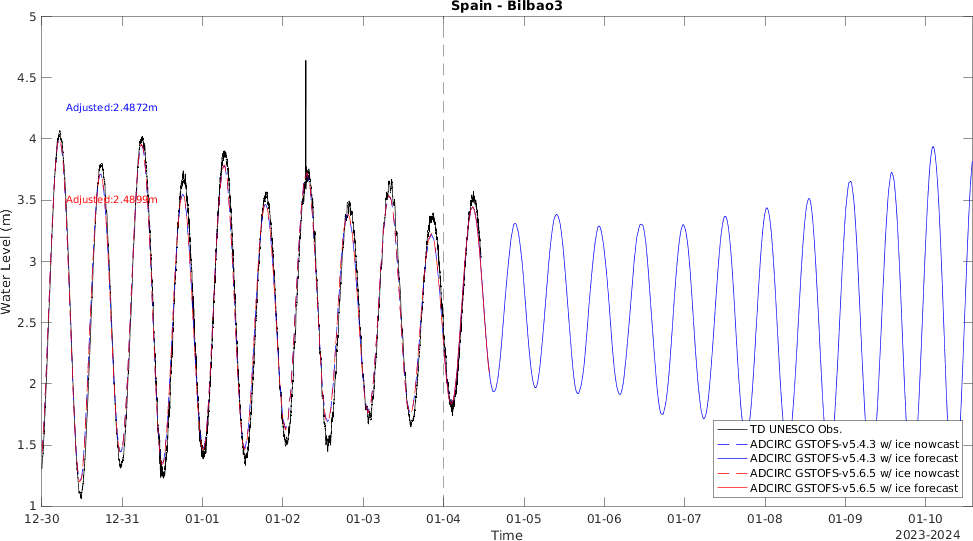 Spain - Bilbao3
5
4.5
4
3.5
3
2.5
2
1.5
1
Water Level (m)
Adjusted:2.4872m
Adjusted:2.4899m
TD UNESCO Obs.
ADCIRC GSTOFS-v5.4.3 w/ ice nowcast
ADCIRC GSTOFS-v5.4.3 w/ ice forecast
ADCIRC GSTOFS-v5.6.5 w/ ice nowcast
ADCIRC GSTOFS-v5.6.5 w/ ice forecast
12-30 12-31 01-01 01-02 01-03 01-04 01-05 01-06 01-07 01-08 01-09 01-10
Time
2023-2024